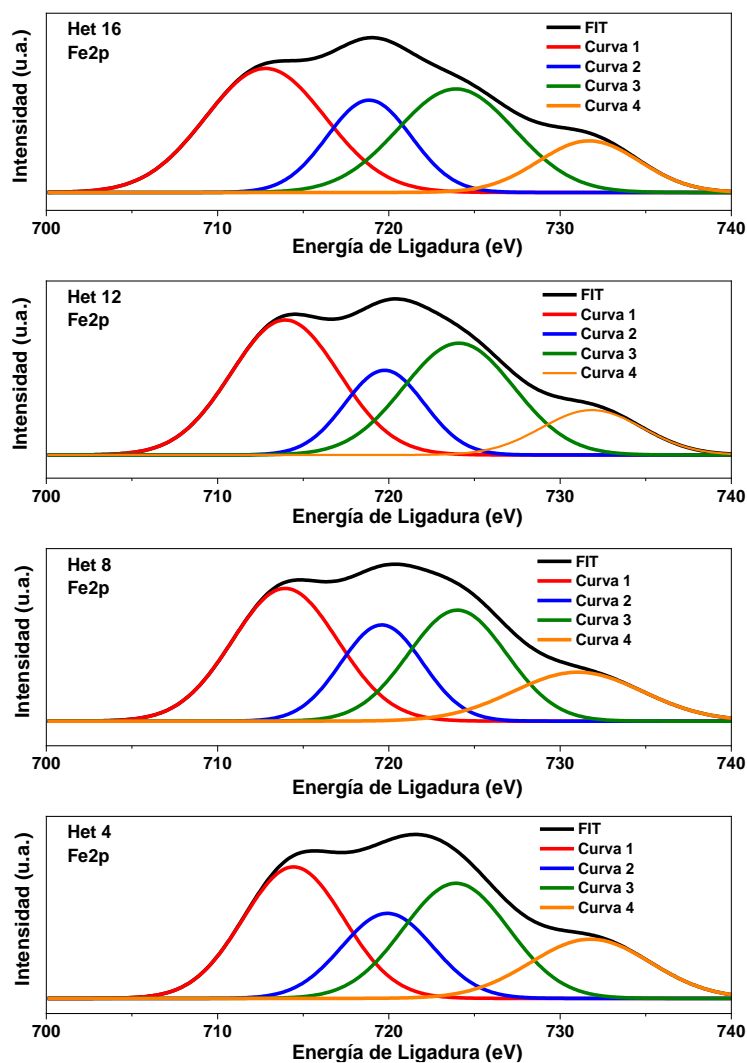 Het 16
Fe2p
FIT
Curva 1
Curva 2
Curva 3
Curva 4
Intensidad (u.a.)
700 710 720 730 740
Energía de Ligadura (eV)
Het 12
Fe2p
FIT
Curva 1
Curva 2
Curva 3
Curva 4
Intensidad (u.a.)
700 710 720 730 740
Energía de Ligadura (eV)
Het 8
Fe2p
FIT
Curva 1
Curva 2
Curva 3
Curva 4
Intensidad (u.a.)
700 710 720 730 740
Energía de Ligadura (eV)
Het 4
Fe2p
FIT
Curva 1
Curva 2
Curva 3
Curva 4
Intensidad (u.a.)
700 710 720 730 740
Energía de Ligadura (eV)